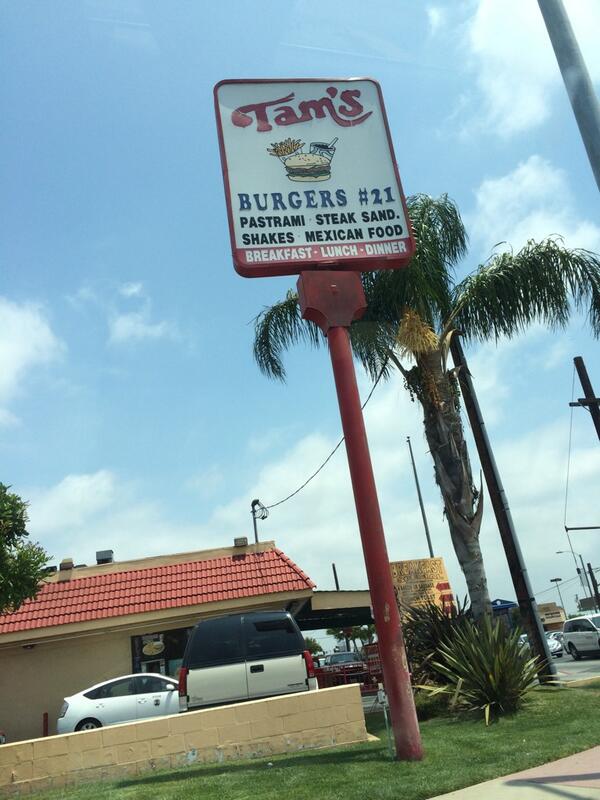 Tam's
BURGERS #21
PASTRAMI · STEAK SAND.
SHAKES · MEXICAN FOOD
BREAKFAST · LUNCH · DINNER